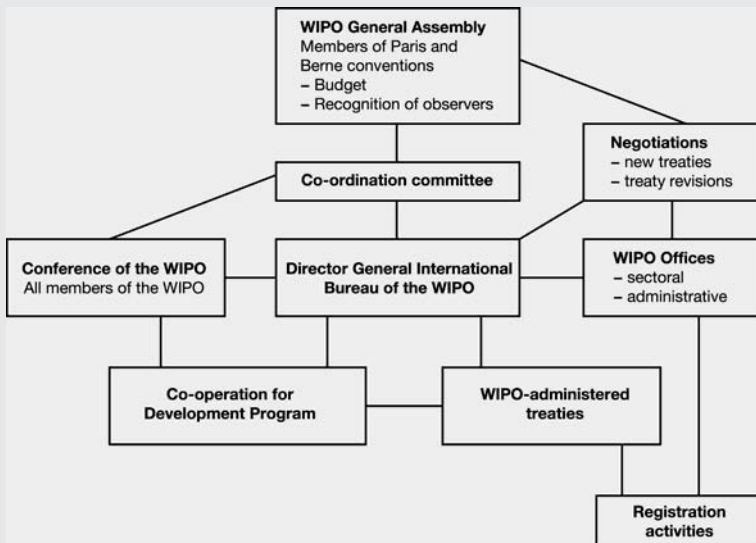 WIPO General Assembly
Members of Paris and
Berne conventions
– Budget
– Recognition of observers
Negotiations
– new treaties
– treaty revisions
Co-ordination committee
Conference of the WIPO
All members of the WIPO
Director General International
Bureau of the WIPO
WIPO Offices
– sectoral
– administrative
Co-operation for
Development Program
WIPO-administered
treaties
Registration
activities